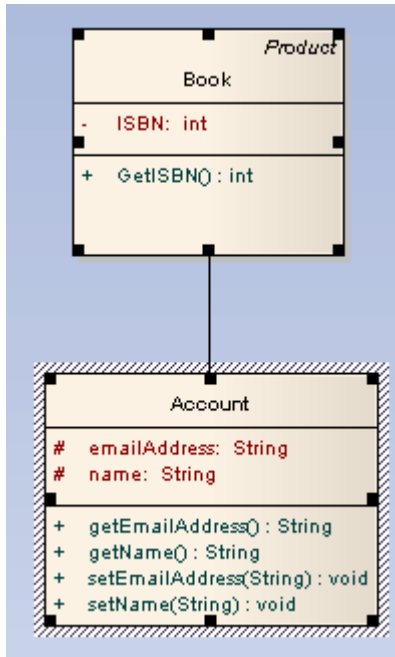 Product
Book
- ISBN: int
+ GetISBN() : int
Account
# emailAddress: String
# name: String
+ getEmailAddress() : String
+ getName() : String
+ setEmailAddress(String) : void
+ setName(String) : void